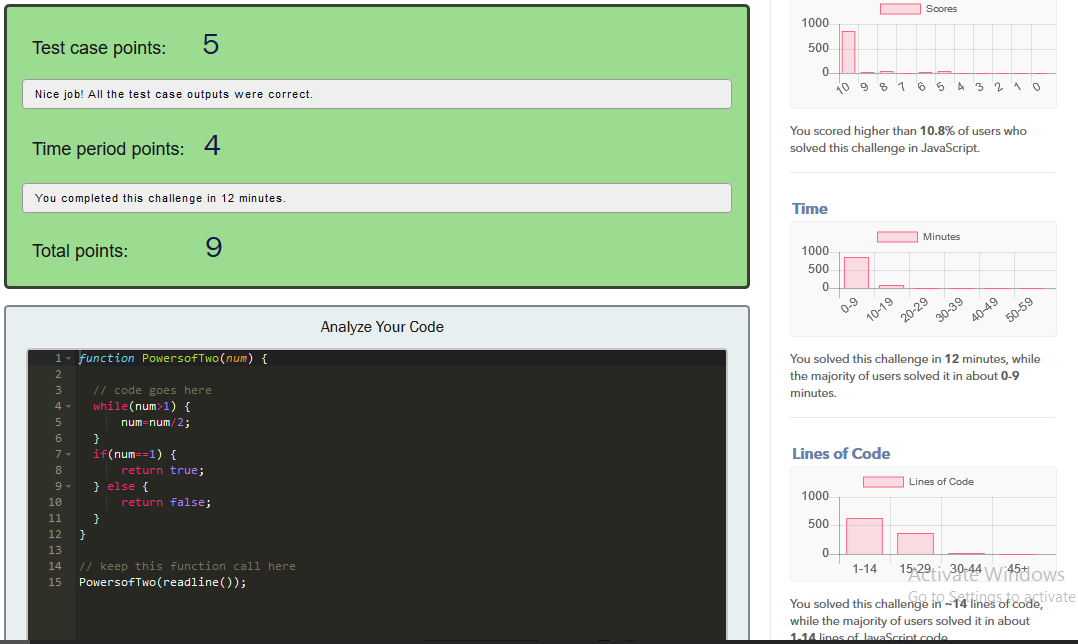 Test case points: 5
Nice job! All the test case outputs were correct.
Time period points: 4
You completed this challenge in 12 minutes.
Total points: 9
Analyze Your Code
1 function PowersofTwo(num) {
2
3 // code goes here
4 while(num>1) {
5 num=num/2;
6 }
7 if(num==1) {
8 return true;
9 } else {
10 return false;
11 }
12 }
13
14 // keep this function call here
15 PowersofTwo(readline());
Scores
1000
500
0
10 9 8 7 6 5 4 3 2 1 0
You scored higher than 10.8% of users who
solved this challenge in JavaScript.
Time
Minutes
1000
500
0
0-9 10-19 20-29 30-39 40-49 50-59
You solved this challenge in 12 minutes, while
the majority of users solved it in about 0-9
minutes.
Lines of Code
Lines of Code
1000
500
0
1-14 15-29 30-44 45+
Activate Windows
Go to Settings to activate
You solved this challenge in ~14 lines of code,
while the majority of users solved it in about
1-14 lines of JavaScript code